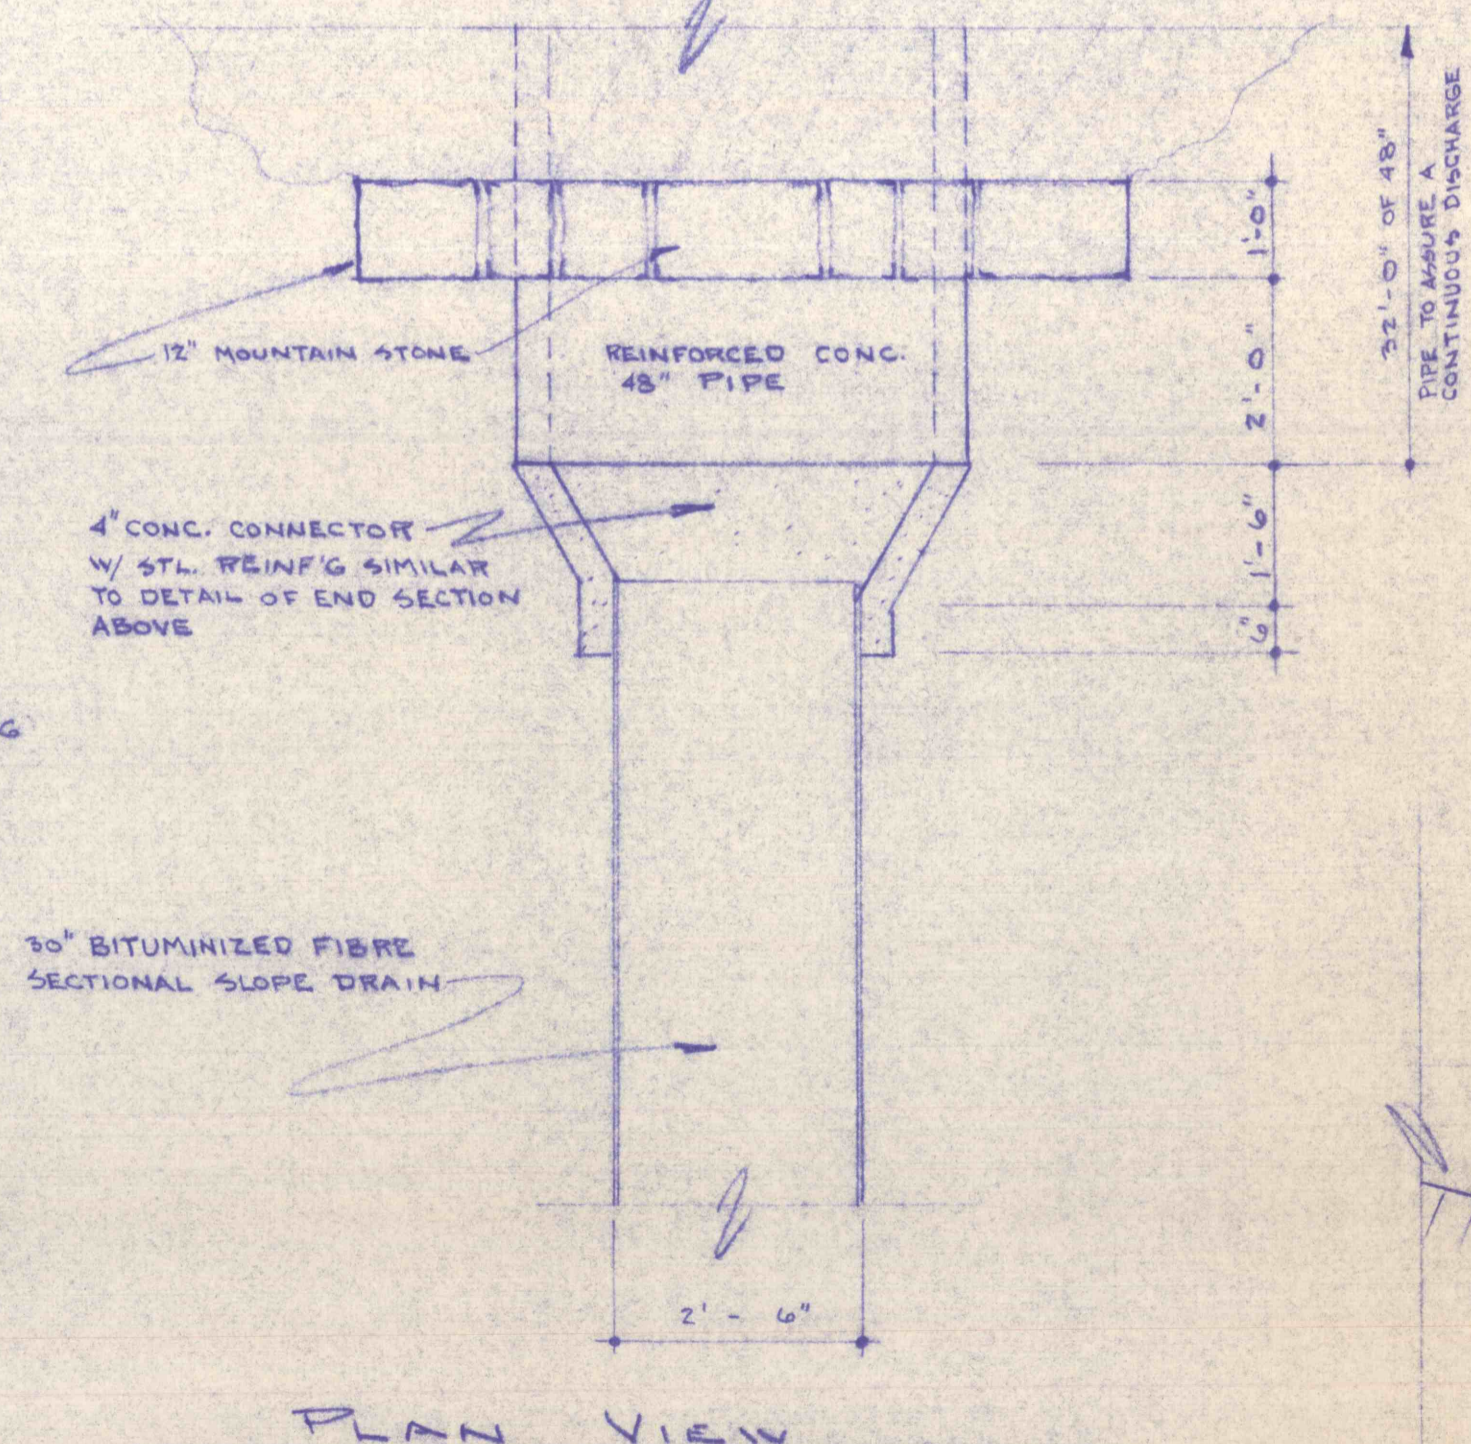 32'-0" OF 48"
PIPE TO ASSURE A
CONTINUOUS DISCHARGE
1'-0"
12" MOUNTAIN STONE
REINFORCED CONC.
48" PIPE
2'-0"
4" CONC. CONNECTOR
W/ STL. REINF'G SIMILAR
TO DETAIL OF END SECTION
ABOVE
1'-6"
6"
G
30" BITUMINIZED FIBRE
SECTIONAL SLOPE DRAIN
2'-6"
PLAN VIEW